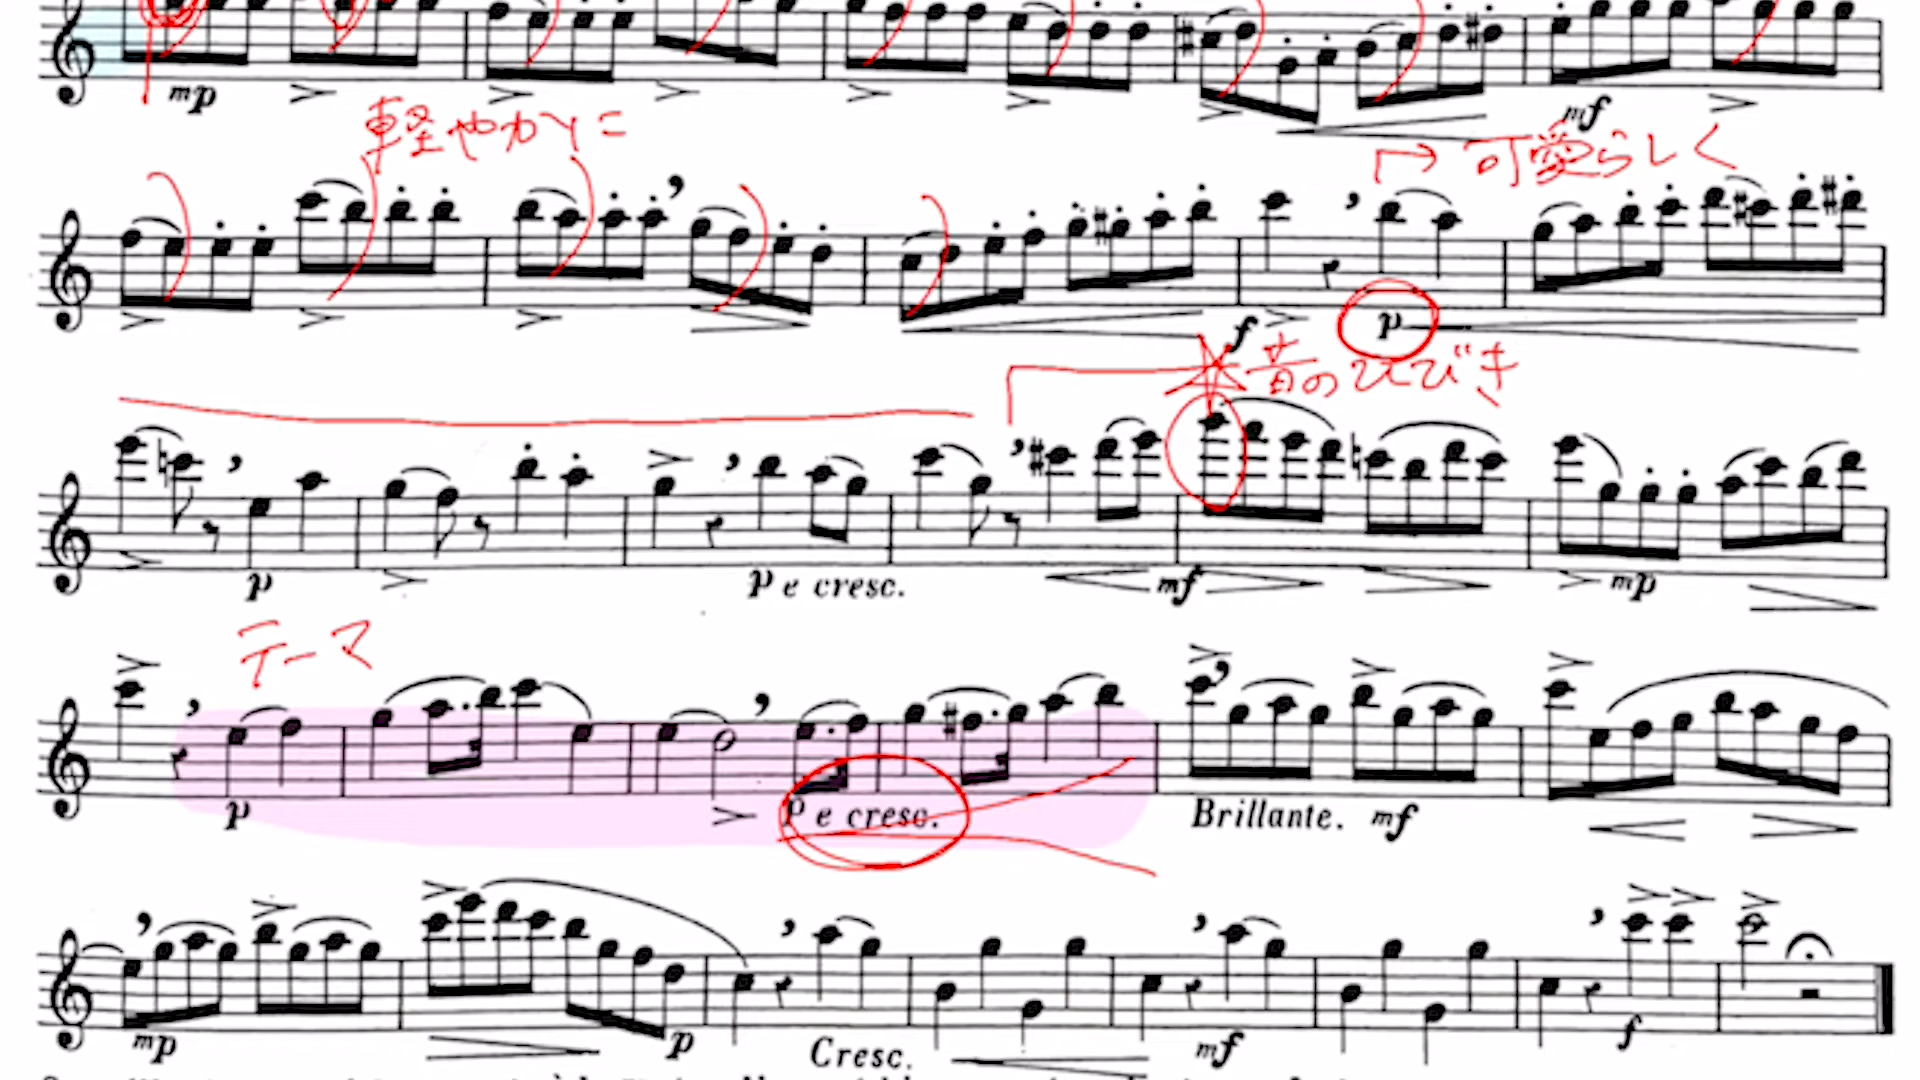 mp mf
軽やかに
可愛らしく
f p
音のひびき
p p e cresc. mf mp
テーマ
p p e cresc. Brillante. mf
mp p Cresc. mf f